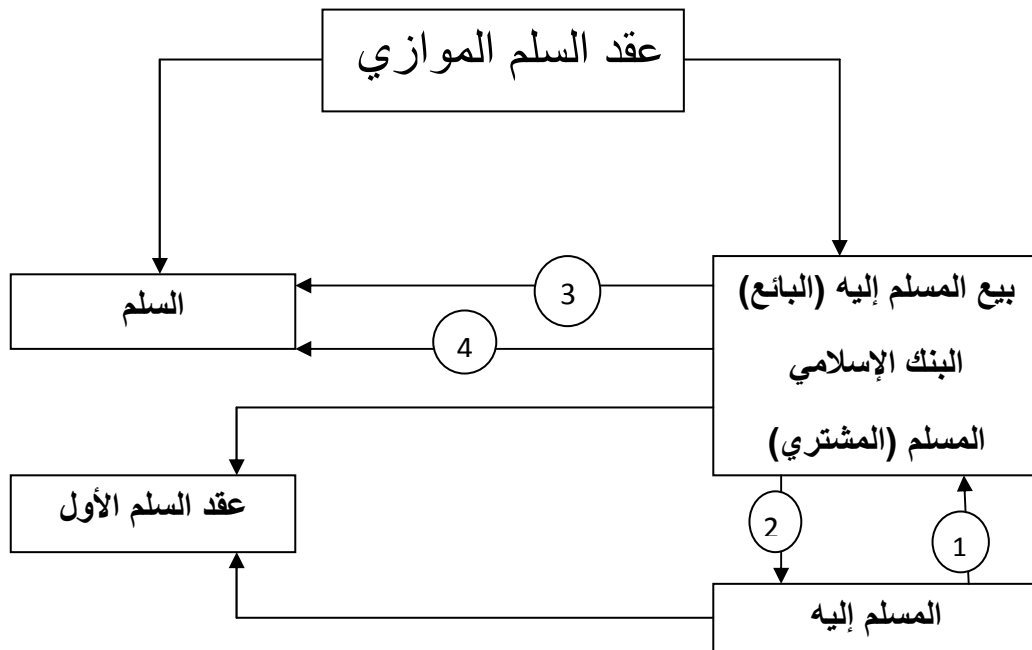 عقد السلم الموازي
بيع المسلم إليه (البائع)
البنك الإسلامي
المسلم (المشتري)
3
السلم
4
عقد السلم الأول
2
1
المسلم إليه